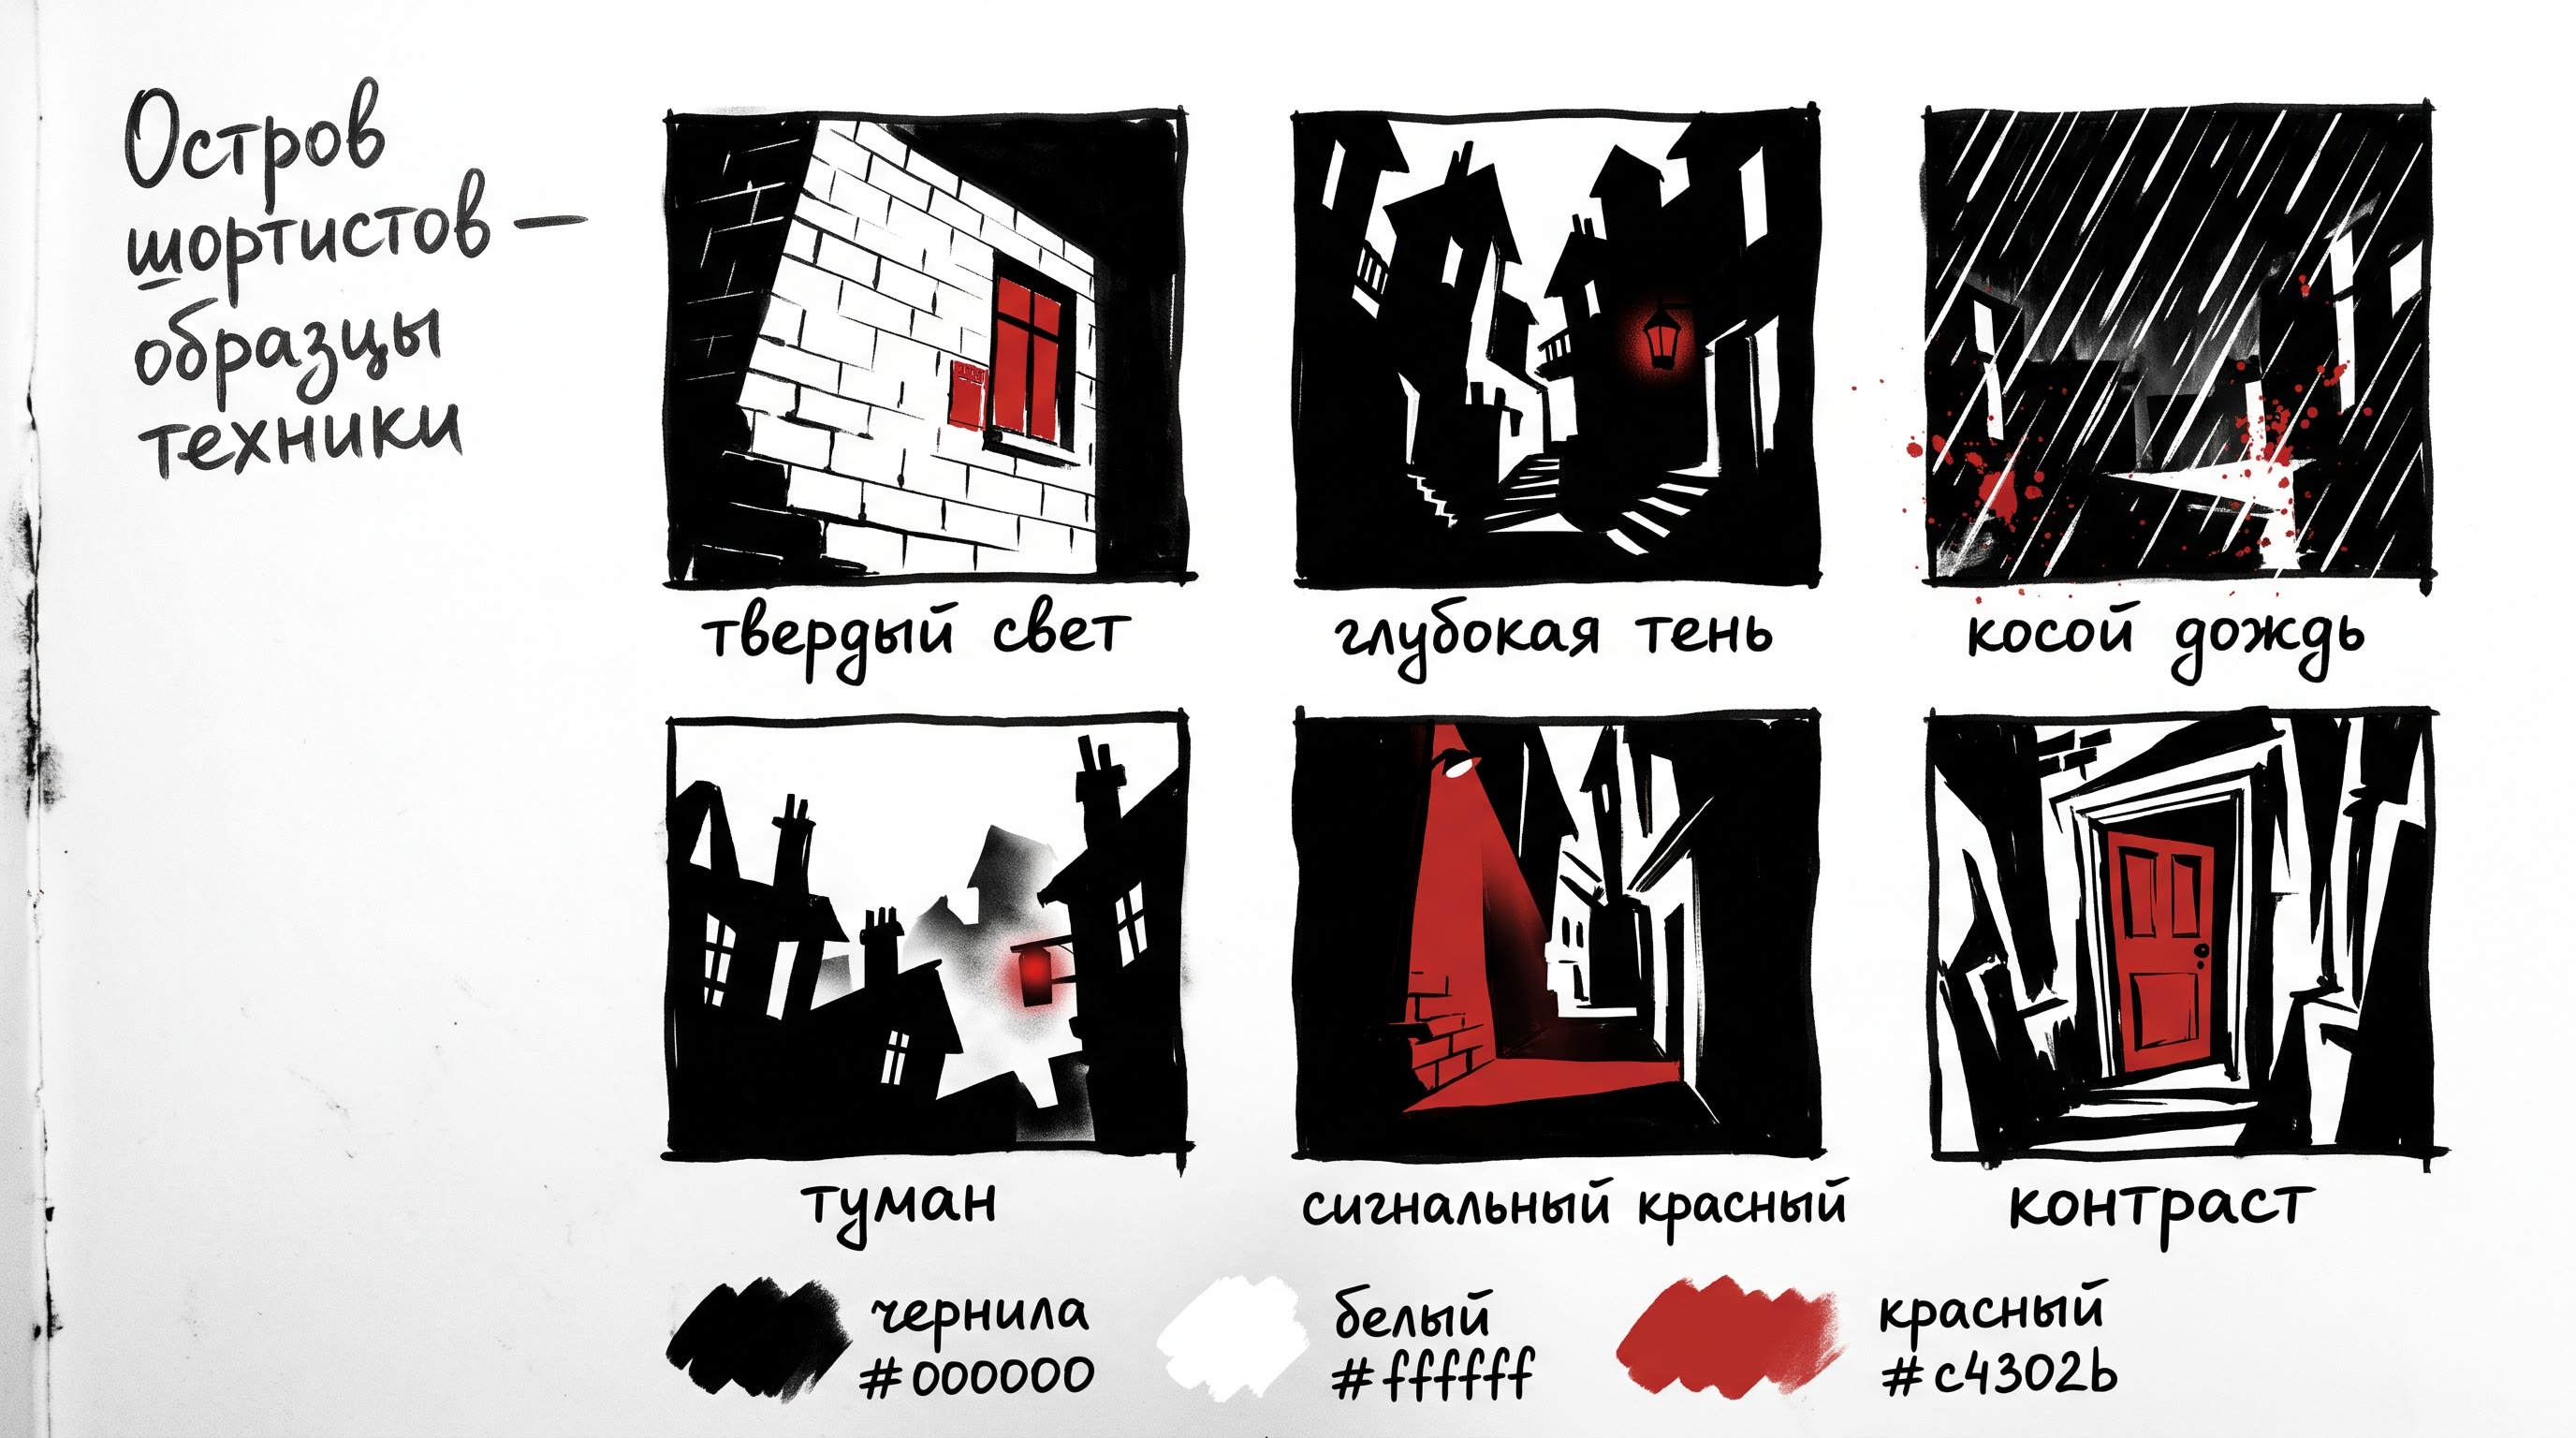 Остров
шортистов —
образцы
техники
твердый свет
глубокая тень
косой дождь
туман
сигнальный красный
контраст
чернила
#000000
белый
#ffffff
красный
#c4302b